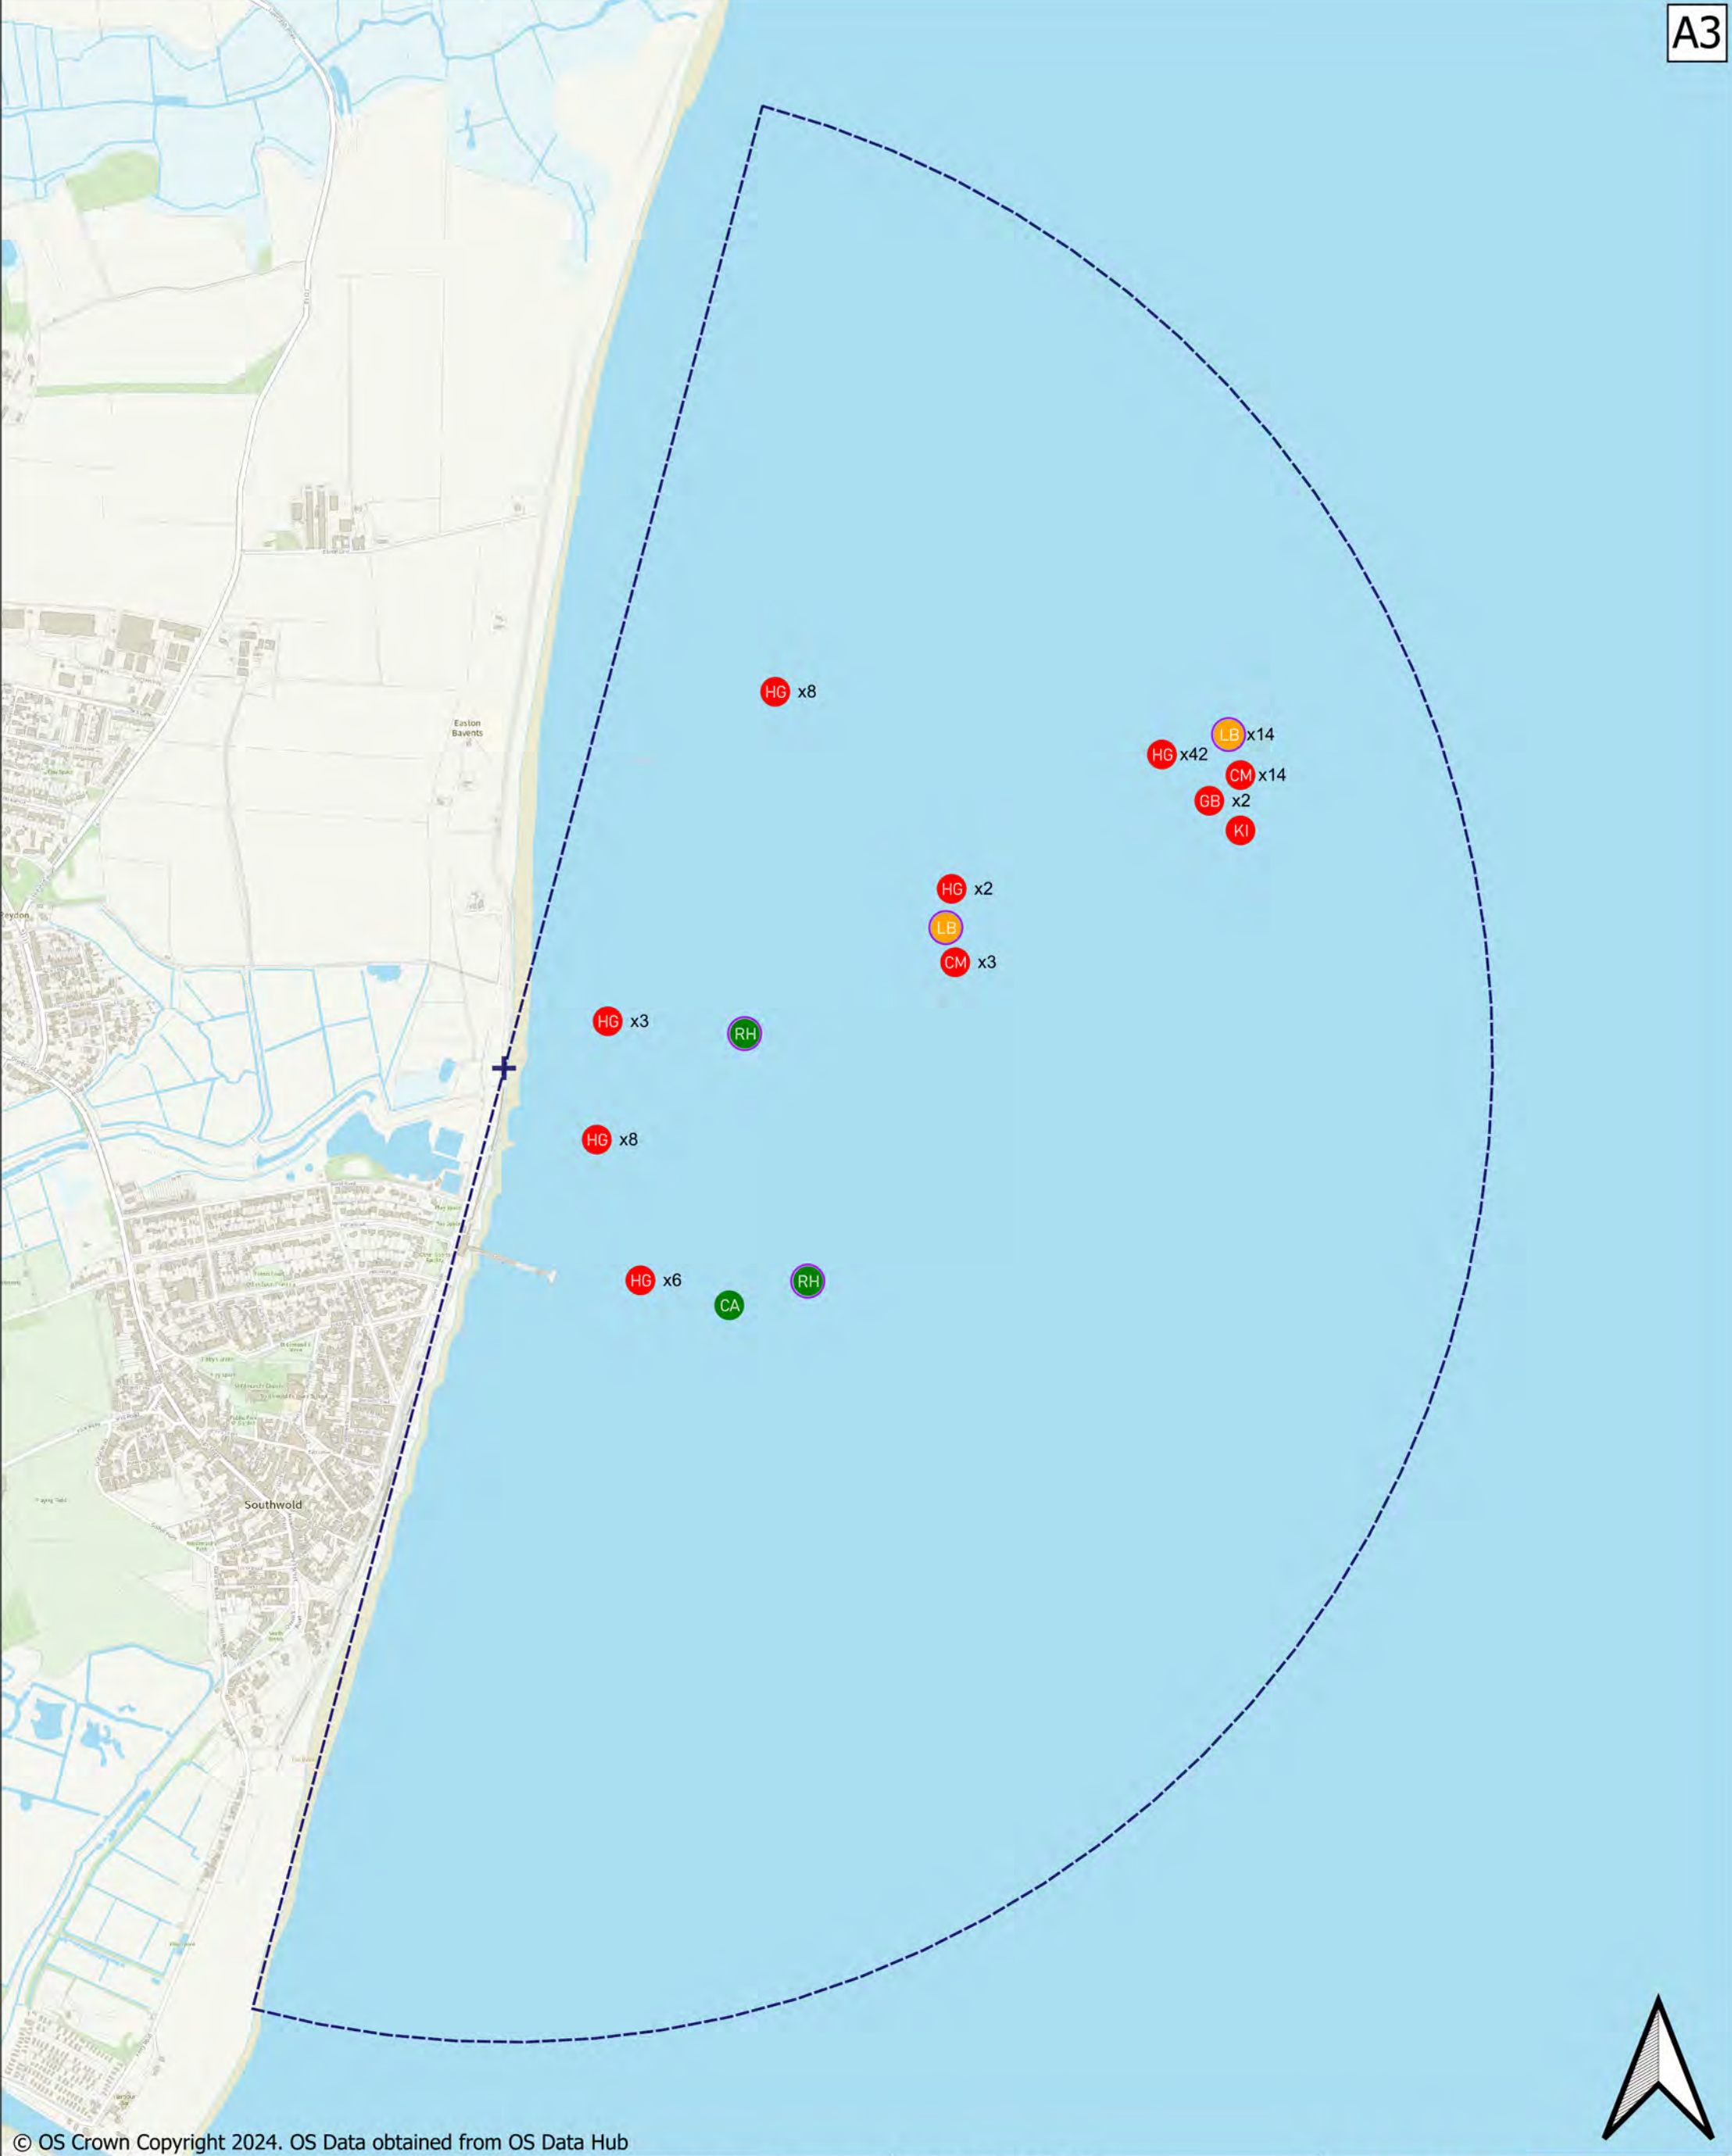 A3
HG x8
LB x14
HG x42
CM x14
GB x2
KI
Easton
Bavents
HG x2
LB
CM x3
Reydon
HG x3
RH
HG x8
HG x6
RH
CA
Southwold
© OS Crown Copyright 2024. OS Data obtained from OS Data Hub